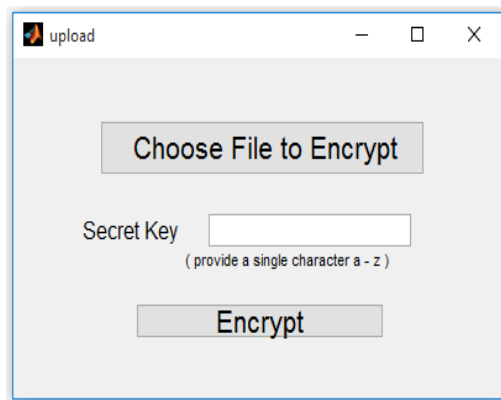 upload
Choose File to Encrypt
Secret Key
( provide a single character a - z )
Encrypt